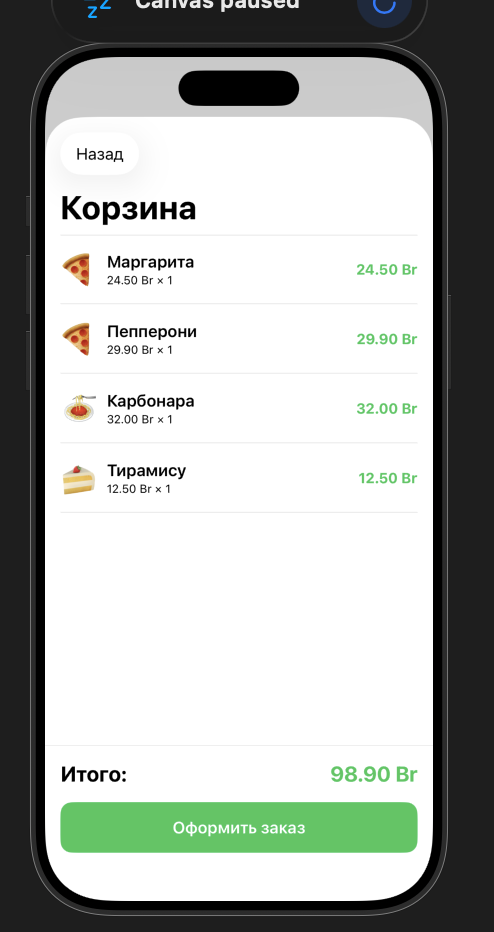 Canvas paused
Назад
Корзина
Маргарита
24.50 Br × 1
24.50 Br
Пепперони
29.90 Br × 1
29.90 Br
Карбонара
32.00 Br × 1
32.00 Br
Тирамису
12.50 Br × 1
12.50 Br
Итого:
98.90 Br
Оформить заказ